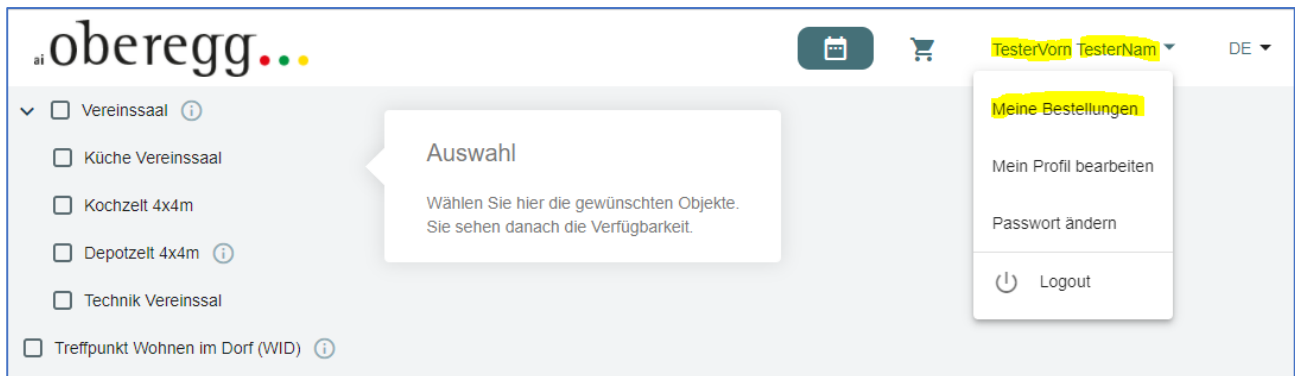 ai oberegg...
TesterVorn TesterNam
DE
Vereinssaal
Meine Bestellungen
Küche Vereinssaal
Auswahl
Mein Profil bearbeiten
Kochzelt 4x4m
Wählen Sie hier die gewünschten Objekte.
Sie sehen danach die Verfügbarkeit.
Passwort ändern
Depotzelt 4x4m
Logout
Technik Vereinssal
Treffpunkt Wohnen im Dorf (WID)